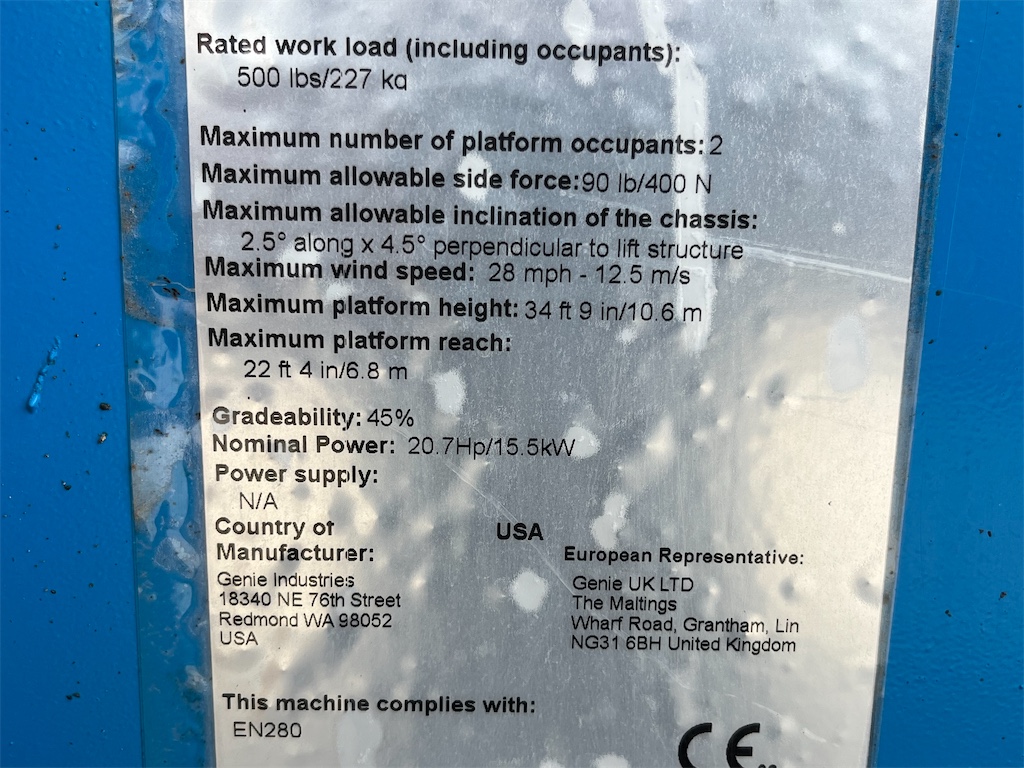 Rated work load (including occupants):
500 lbs/227 kg
Maximum number of platform occupants: 2
Maximum allowable side force: 90 lb/400 N
Maximum allowable inclination of the chassis:
2.5° along x 4.5° perpendicular to lift structure
Maximum wind speed: 28 mph - 12.5 m/s
Maximum platform height: 34 ft 9 in/10.6 m
Maximum platform reach:
22 ft 4 in/6.8 m
Gradeability: 45%
Nominal Power: 20.7Hp/15.5kW
Power supply:
N/A
Country of USA
Manufacturer:
Genie Industries
18340 NE 76th Street
Redmond WA 98052
USA
European Representative:
Genie UK LTD
The Maltings
Wharf Road, Grantham, Lin
NG31 6BH United Kingdom
This machine complies with:
EN280
CE